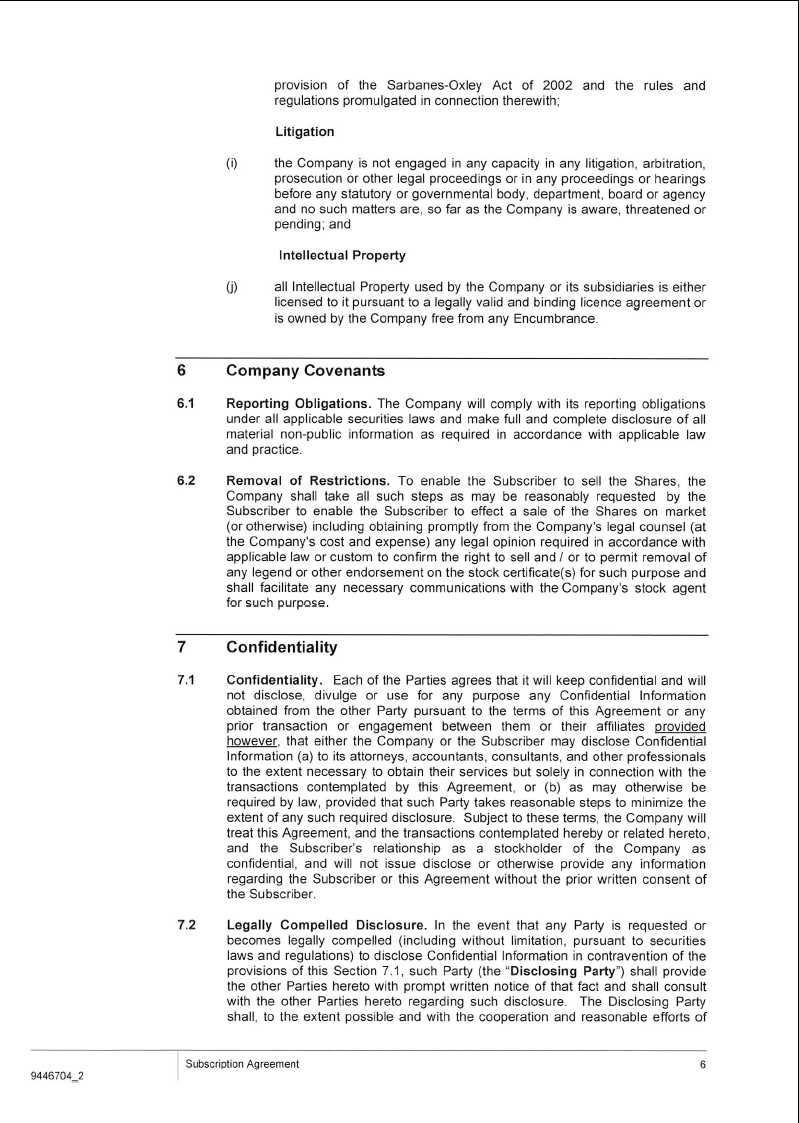 provision of the Sarbanes-Oxley Act of 2002 and the rules and
regulations promulgated in connection therewith;
Litigation
(i) the Company is not engaged in any capacity in any litigation, arbitration,
prosecution or other legal proceedings or in any proceedings or hearings
before any statutory or governmental body, department, board or agency
and no such matters are, so far as the Company is aware, threatened or
pending; and
Intellectual Property
(j) all Intellectual Property used by the Company or its subsidiaries is either
licensed to it pursuant to a legally valid and binding licence agreement or
is owned by the Company free from any Encumbrance.
6 Company Covenants
6.1 Reporting Obligations. The Company will comply with its reporting obligations
under all applicable securities laws and make full and complete disclosure of all
material non-public information as required in accordance with applicable law
and practice.
6.2 Removal of Restrictions. To enable the Subscriber to sell the Shares, the
Company shall take all such steps as may be reasonably requested by the
Subscriber to enable the Subscriber to effect a sale of the Shares on market
(or otherwise) including obtaining promptly from the Company's legal counsel (at
the Company's cost and expense) any legal opinion required in accordance with
applicable law or custom to confirm the right to sell and / or to permit removal of
any legend or other endorsement on the stock certificate(s) for such purpose and
shall facilitate any necessary communications with the Company's stock agent
for such purpose.
7 Confidentiality
7.1 Confidentiality. Each of the Parties agrees that it will keep confidential and will
not disclose, divulge or use for any purpose any Confidential Information
obtained from the other Party pursuant to the terms of this Agreement or any
prior transaction or engagement between them or their affiliates provided
however, that either the Company or the Subscriber may disclose Confidential
Information (a) to its attorneys, accountants, consultants, and other professionals
to the extent necessary to obtain their services but solely in connection with the
transactions contemplated by this Agreement, or (b) as may otherwise be
required by law, provided that such Party takes reasonable steps to minimize the
extent of any such required disclosure. Subject to these terms, the Company will
treat this Agreement, and the transactions contemplated hereby or related hereto,
and the Subscriber's relationship as a stockholder of the Company as
confidential, and will not issue disclose or otherwise provide any information
regarding the Subscriber or this Agreement without the prior written consent of
the Subscriber.
7.2 Legally Compelled Disclosure. In the event that any Party is requested or
becomes legally compelled (including without limitation, pursuant to securities
laws and regulations) to disclose Confidential Information in contravention of the
provisions of this Section 7.1, such Party (the “Disclosing Party”) shall provide
the other Parties hereto with prompt written notice of that fact and shall consult
with the other Parties hereto regarding such disclosure. The Disclosing Party
shall, to the extent possible and with the cooperation and reasonable efforts of
Subscription Agreement 6
9446704_2